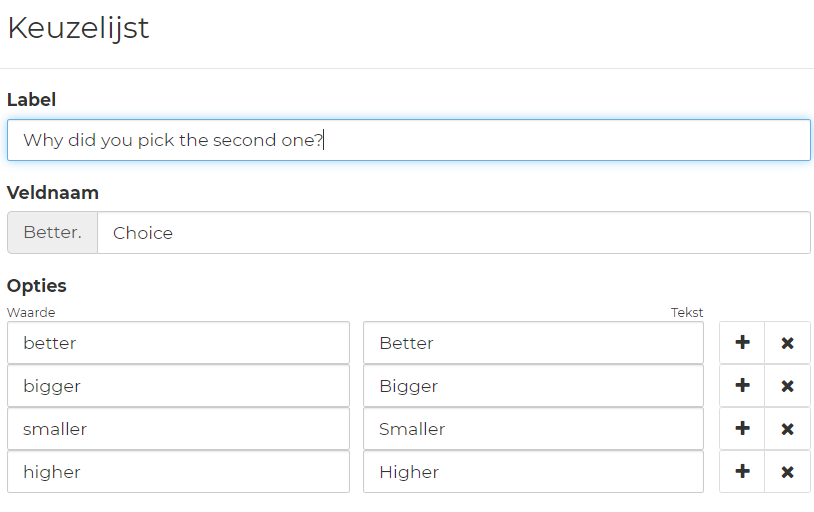 Keuzelijst
Label
Why did you pick the second one?
Veldnaam
Better. Choice
Opties
Waarde Tekst
better Better
bigger Bigger
smaller Smaller
higher Higher